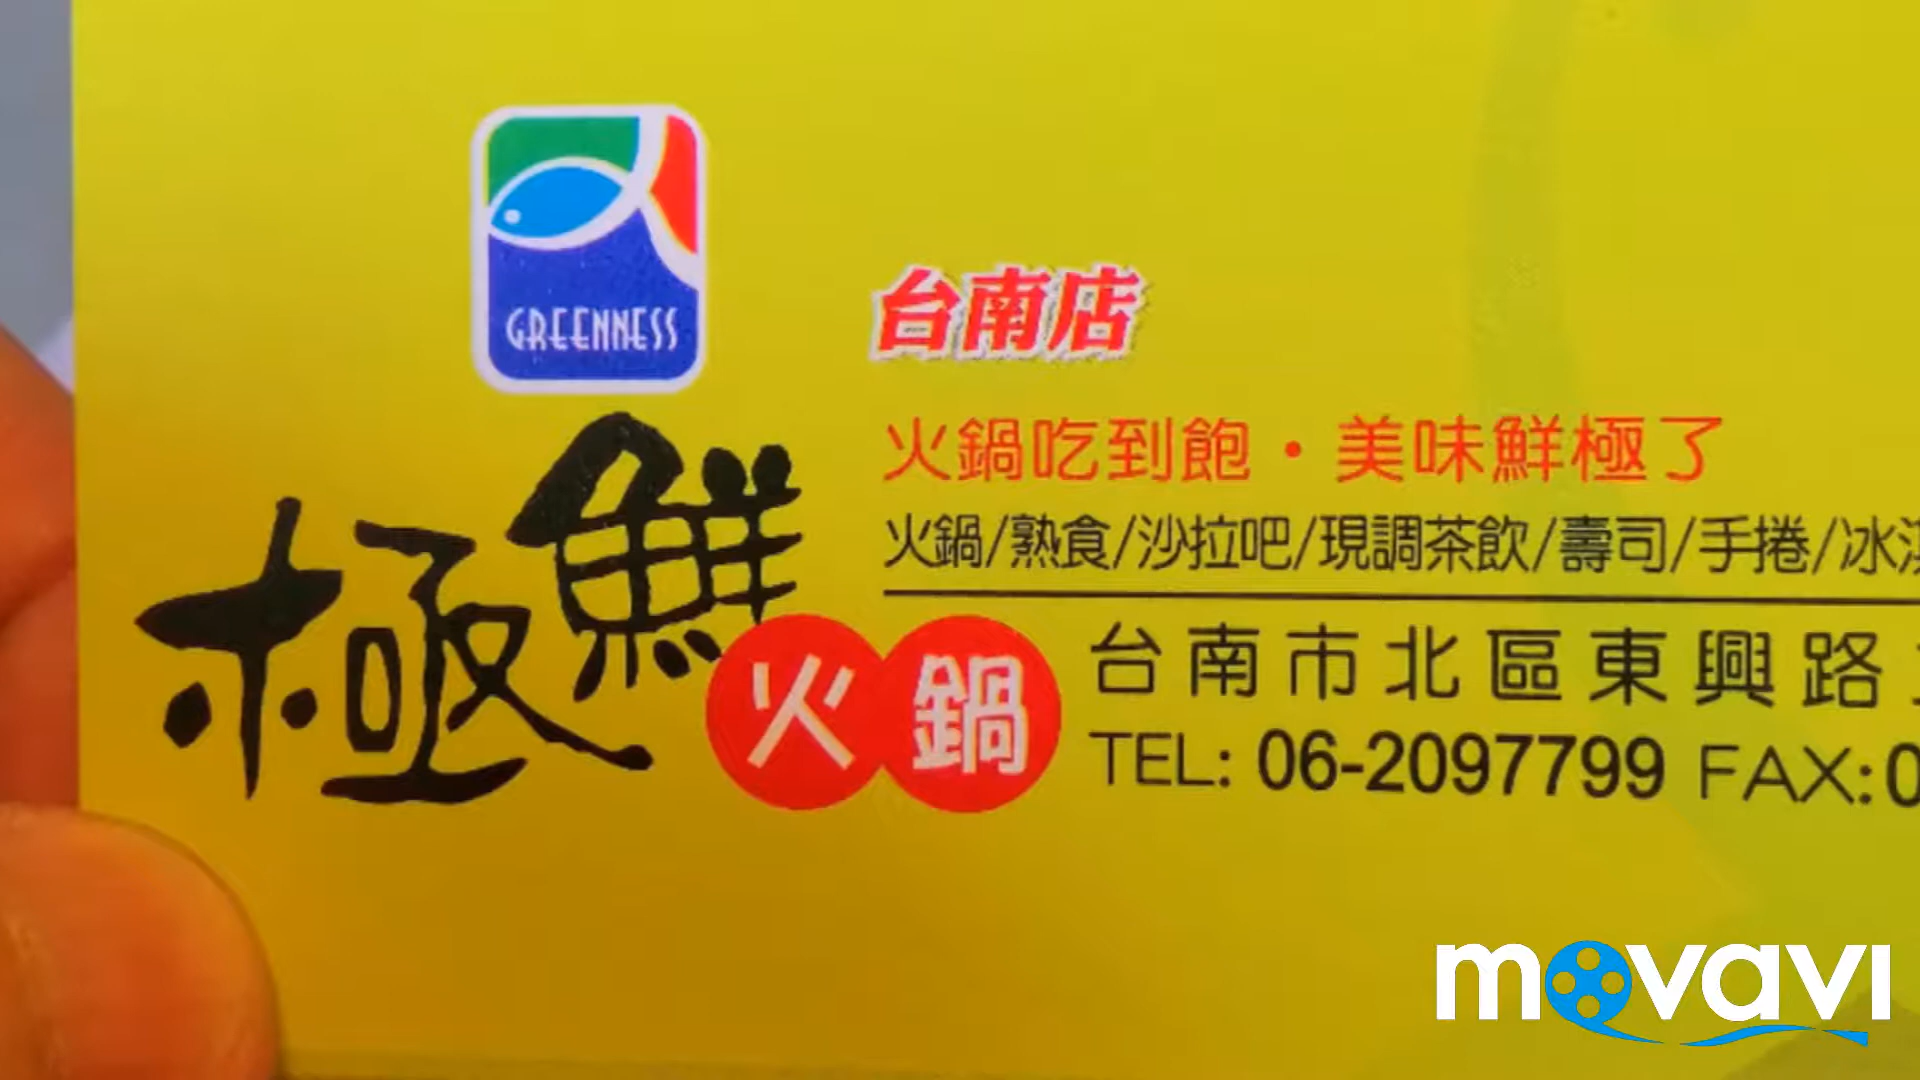 GREENNESS
台南店
極鮮
火鍋
火鍋吃到飽・美味鮮極了
火鍋/熟食/沙拉吧/現調茶飲/壽司/手捲/冰淇
台南市北區東興路
TEL: 06-2097799 FAX:0
movavi